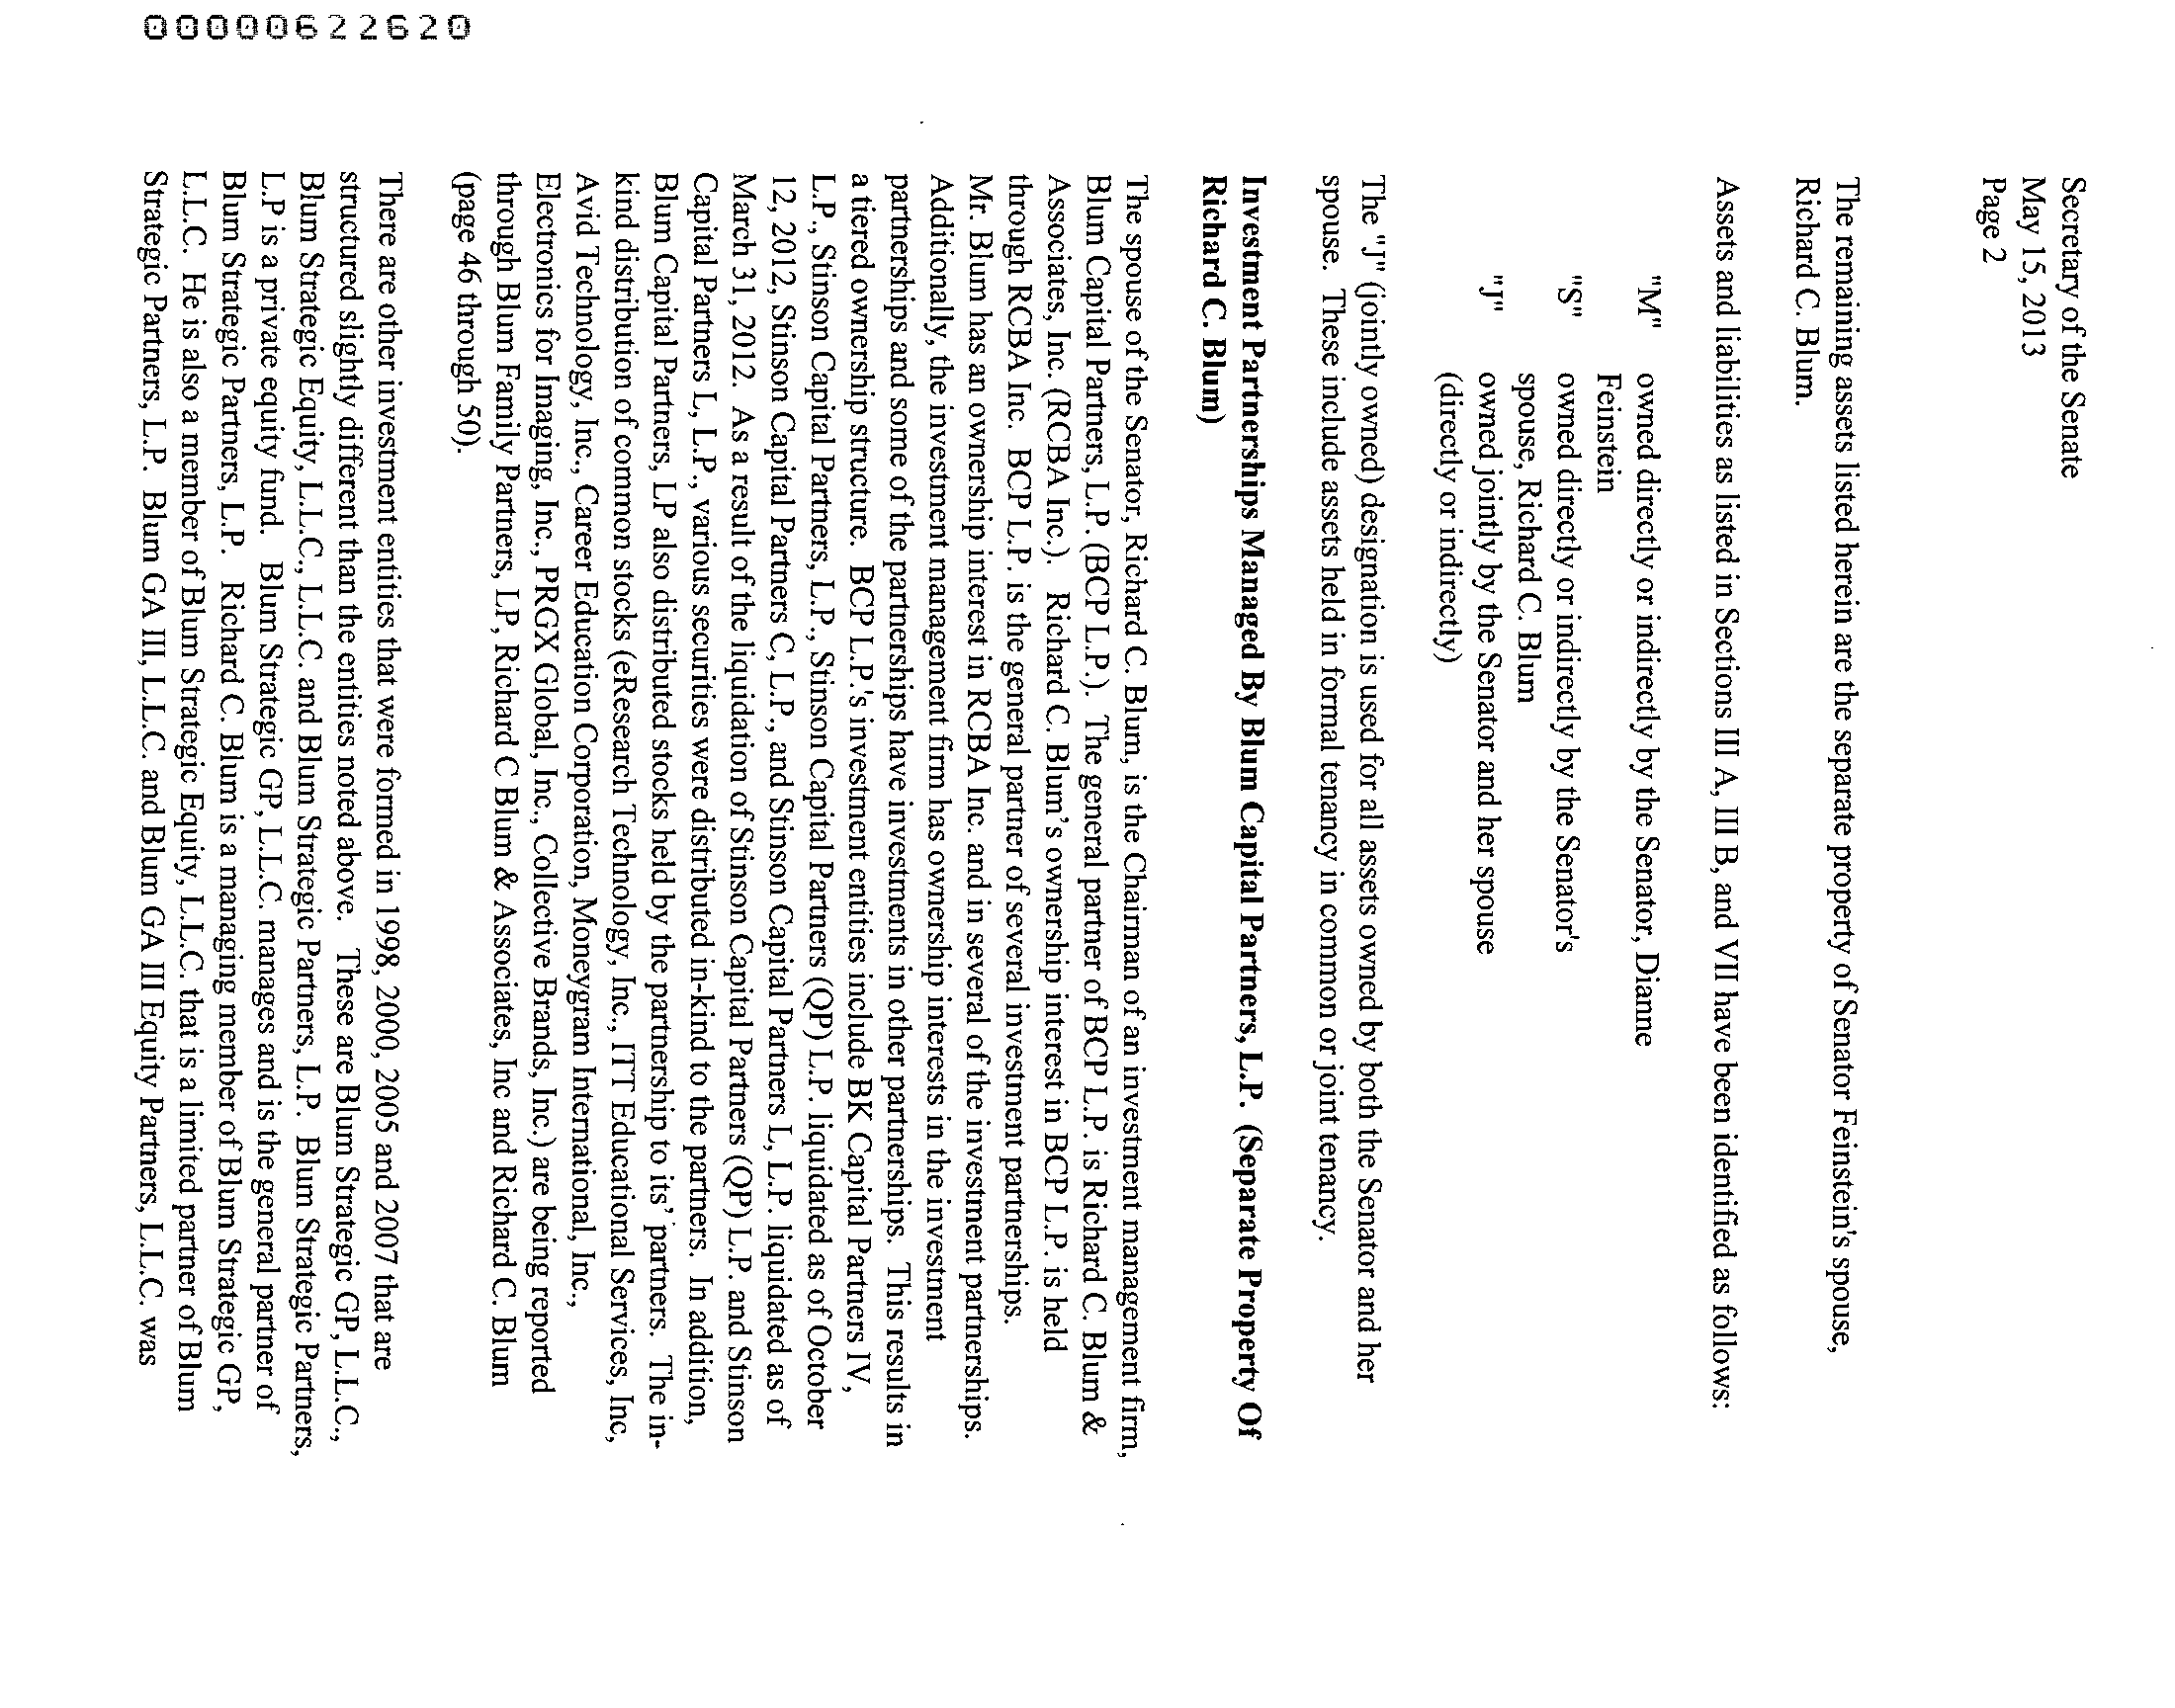 Secretary of the Senate
May 15, 2013
Page 2
The remaining assets listed herein are the separate property of Senator Feinstein's spouse,
Richard C. Blum.
Assets and liabilities as listed in Sections III A, III B, and VII have been identified as follows:
"M" owned directly or indirectly by the Senator, Dianne
Feinstein
"S" owned directly or indirectly by the Senator's
spouse, Richard C. Blum
"J" owned jointly by the Senator and her spouse
(directly or indirectly)
The "J" (jointly owned) designation is used for all assets owned by both the Senator and her
spouse. These include assets held in formal tenancy in common or joint tenancy.
Investment Partnerships Managed By Blum Capital Partners, L.P. (Separate Property Of
Richard C. Blum)
The spouse of the Senator, Richard C. Blum, is the Chairman of an investment management firm,
Blum Capital Partners, L.P. (BCP L.P.). The general partner of BCP L.P. is Richard C. Blum &
Associates, Inc. (RCBA Inc.). Richard C. Blum's ownership interest in BCP L.P. is held
through RCBA Inc. BCP L.P. is the general partner of several investment partnerships.
Mr. Blum has an ownership interest in RCBA Inc. and in several of the investment partnerships.
Additionally, the investment management firm has ownership interests in the investment
partnerships and some of the partnerships have investments in other partnerships. This results in
a tiered ownership structure. BCP L.P.'s investment entities include BK Capital Partners IV,
L.P., Stinson Capital Partners, L.P., Stinson Capital Partners (QP) L.P. liquidated as of October
12, 2012, Stinson Capital Partners C, L.P., and Stinson Capital Partners L, L.P. liquidated as of
March 31, 2012. As a result of the liquidation of Stinson Capital Partners (QP) L.P. and Stinson
Capital Partners L, L.P., various securities were distributed in-kind to the partners. In addition,
Blum Capital Partners, LP also distributed stocks held by the partnership to its' partners. The in-
kind distribution of common stocks (eResearch Technology, Inc., ITT Educational Services, Inc,
Avid Technology, Inc., Career Education Corporation, Moneygram International, Inc.,
Electronics for Imaging, Inc., PRGX Global, Inc., Collective Brands, Inc.) are being reported
through Blum Family Partners, LP, Richard C Blum & Associates, Inc and Richard C. Blum
(page 46 through 50).
There are other investment entities that were formed in 1998, 2000, 2005 and 2007 that are
structured slightly different than the entities noted above. These are Blum Strategic GP, L.L.C.,
Blum Strategic Equity, L.L.C., L.L.C. and Blum Strategic Partners, L.P. Blum Strategic Partners,
L.P is a private equity fund. Blum Strategic GP, L.L.C. manages and is the general partner of
Blum Strategic Partners, L.P. Richard C. Blum is a managing member of Blum Strategic GP,
L.L.C. He is also a member of Blum Strategic Equity, L.L.C. that is a limited partner of Blum
Strategic Partners, L.P. Blum GA III, L.L.C. and Blum GA III Equity Partners, L.L.C. was
00000622620